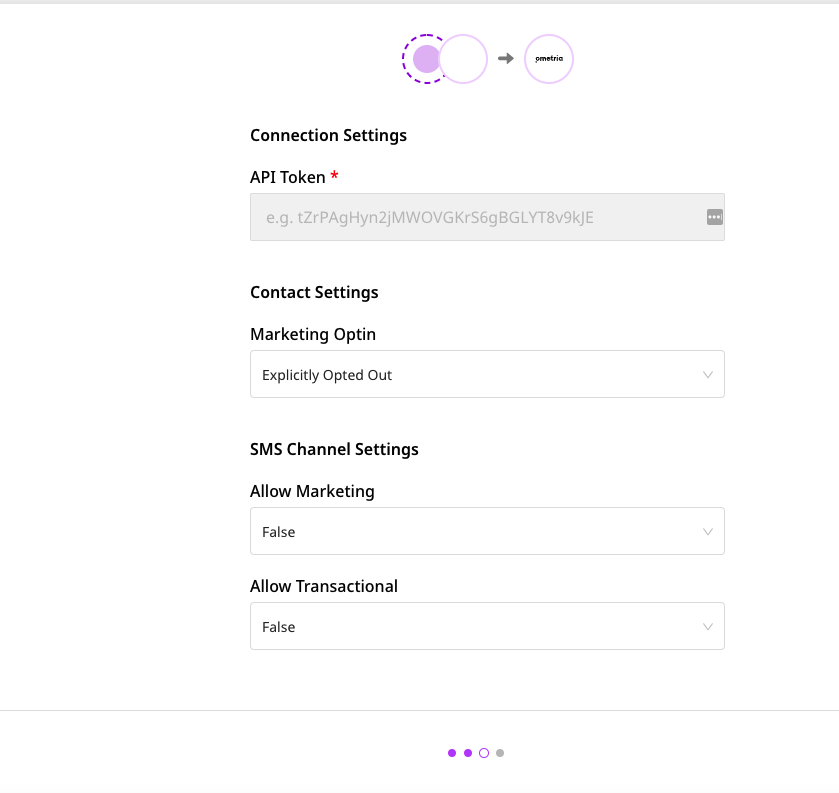 ometria
Connection Settings
API Token *
e.g. tZrPAgHyn2jMWOVGKrS6gBGLYT8v9kJE
Contact Settings
Marketing Optin
Explicitly Opted Out
SMS Channel Settings
Allow Marketing
False
Allow Transactional
False